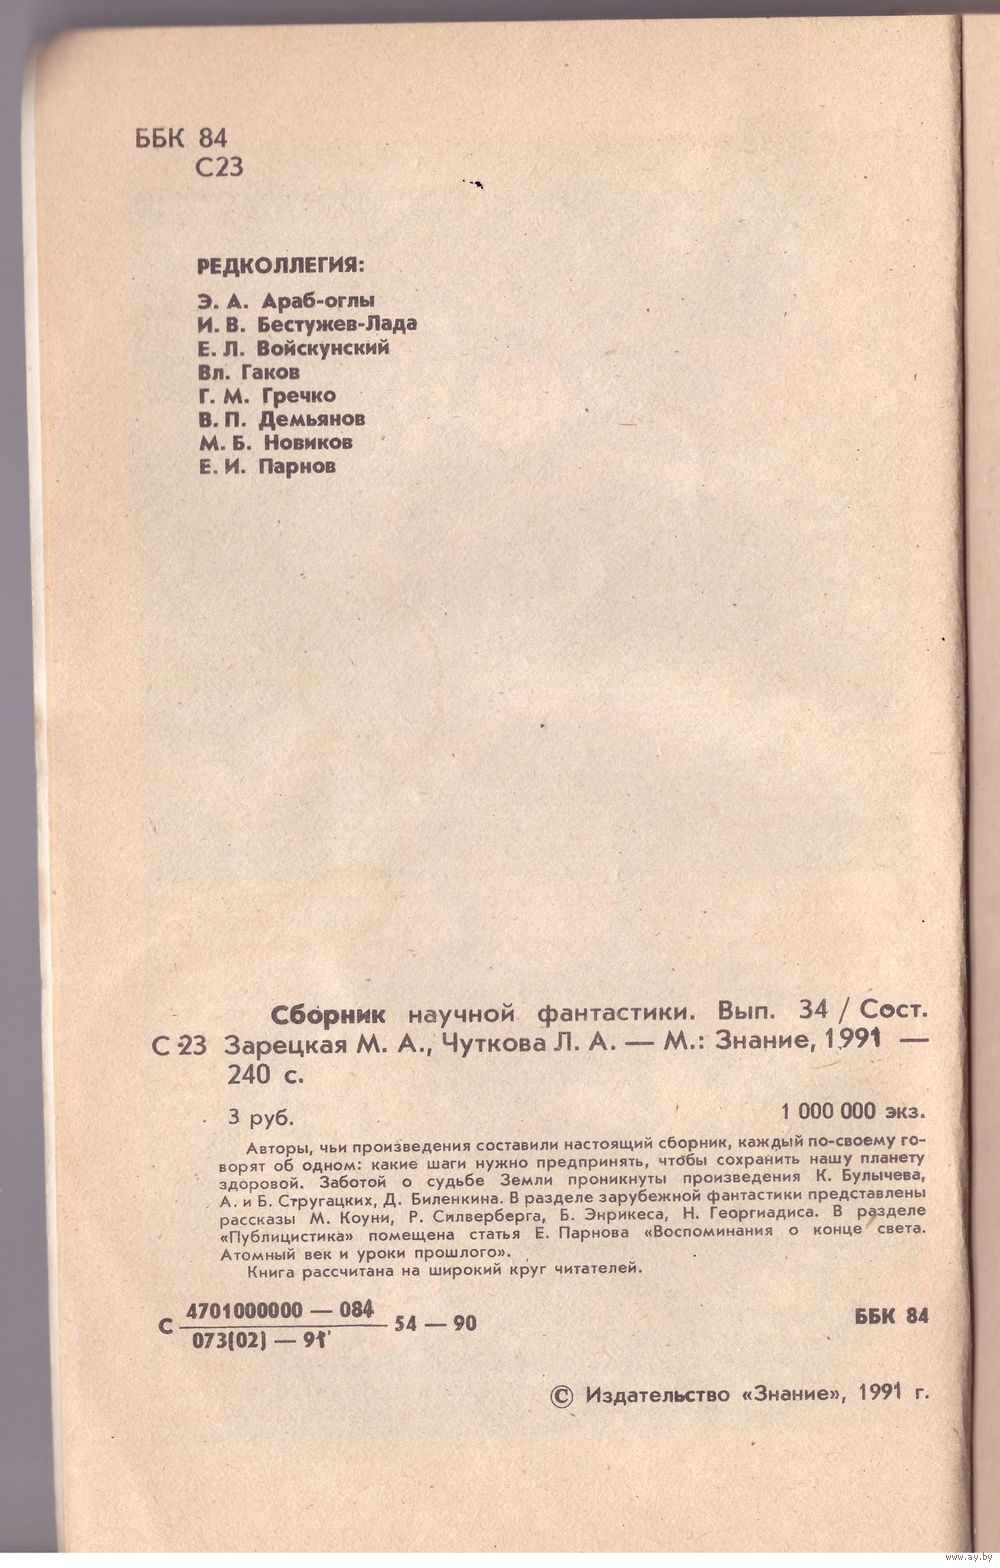 ББК 84
С23
РЕДКОЛЛЕГИЯ:
Э. А. Араб-оглы
И. В. Бестужев-Лада
Е. Л. Войскунский
Вл. Гаков
Г. М. Гречко
В. П. Демьянов
М. Б. Новиков
Е. И. Парнов
Сборник научной фантастики. Вып. 34 / Сост.
С 23 Зарецкая М. А., Чуткова Л. А. — М.: Знание, 1991 —
240 с.
3 руб. 1 000 000 экз.
Авторы, чьи произведения составили настоящий сборник, каждый по-своему го-
ворят об одном: какие шаги нужно предпринять, чтобы сохранить нашу планету
здоровой. Заботой о судьбе Земли проникнуты произведения К. Булычева,
А. и Б. Стругацких, Д. Биленкина. В разделе зарубежной фантастики представлены
рассказы М. Коуни, Р. Силверберга, Б. Энрикеса, Н. Георгиадиса. В разделе
«Публицистика» помещена статья Е. Парнова «Воспоминания о конце света.
Атомный век и уроки прошлого».
Книга рассчитана на широкий круг читателей.
4701000000 — 084
С 54 — 90 ББК 84
073(02) — 91
© Издательство «Знание», 1991 г.
www.ay.by